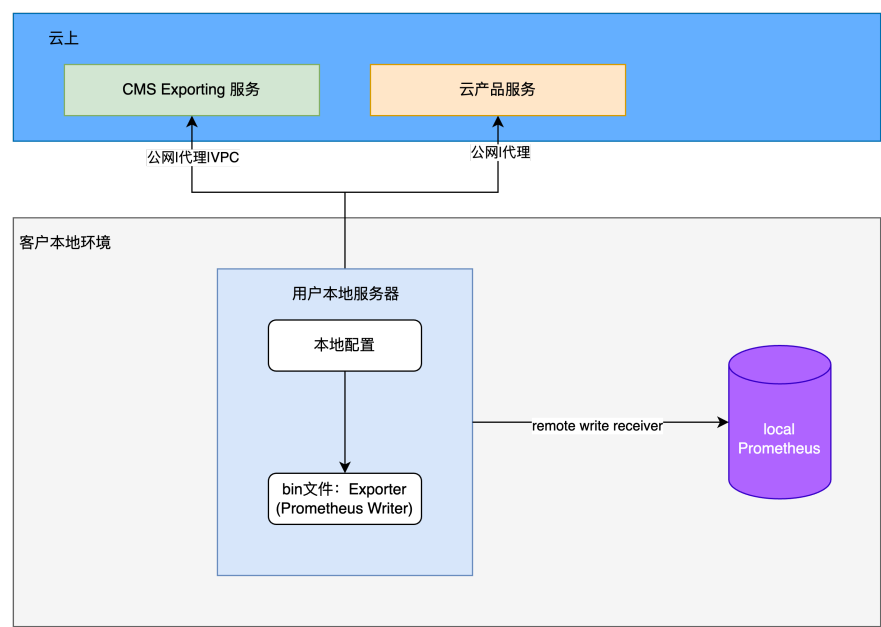 云上
CMS Exporting 服务
云产品服务
公网|代理|VPC
公网|代理
客户本地环境
用户本地服务器
本地配置
bin文件：Exporter
(Prometheus Writer)
remote write receiver
local
Prometheus